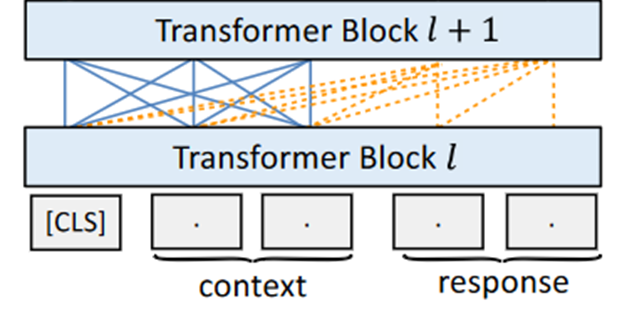 Transformer Block l + 1
Transformer Block l
[CLS] . . . .
context response